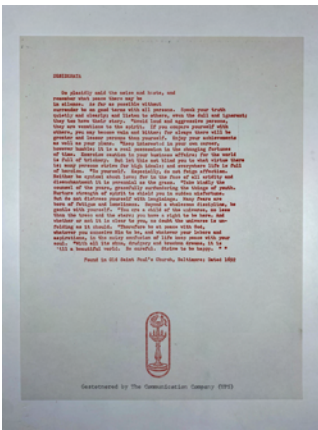 DESIDERATA
Go placidly amid the noise and haste, and
remember what peace there may be
in silence. As far as possible without
surrender be on good terms with all persons. Speak your truth
quietly and clearly; and listen to others, even the dull and ignorant;
they too have their story. *Avoid loud and aggressive persons,
they are vexations to the spirit. If you compare yourself with
others, you may become vain and bitter; for always there will be
greater and lesser persons than yourself. Enjoy your achievements
as well as your plans. *Keep interested in your own career,
however humble; it is a real possession in the changing fortunes
of time. Exercise caution in your business affairs; for the world
is full of trickery. But let this not blind you to what virtue there
is; many persons strive for high ideals; and everywhere life is full
of heroism. *Be yourself. Especially, do not feign affection.
Neither be cynical about love; for in the face of all aridity and
disenchantment it is perennial as the grass. *Take kindly the
counsel of the years, gracefully surrendering the things of youth.
Nurture strength of spirit to shield you in sudden misfortune.
But do not distress yourself with imaginings. Many fears are
born of fatigue and loneliness. Beyond a wholesome discipline, be
gentle with yourself. *You are a child of the universe, no less
than the trees and the stars; you have a right to be here. And
whether or not it is clear to you, no doubt the universe is un-
folding as it should. *Therefore be at peace with God,
whatever you conceive Him to be, and whatever your labors and
aspirations, in the noisy confusion of life keep peace with your
soul. *With all its sham, drudgery and broken dreams, it is
still a beautiful world. Be careful. Strive to be happy. * *
Found in Old Saint Paul's Church, Baltimore; Dated 1692
Gestetnered by The Communication Company (UPS)